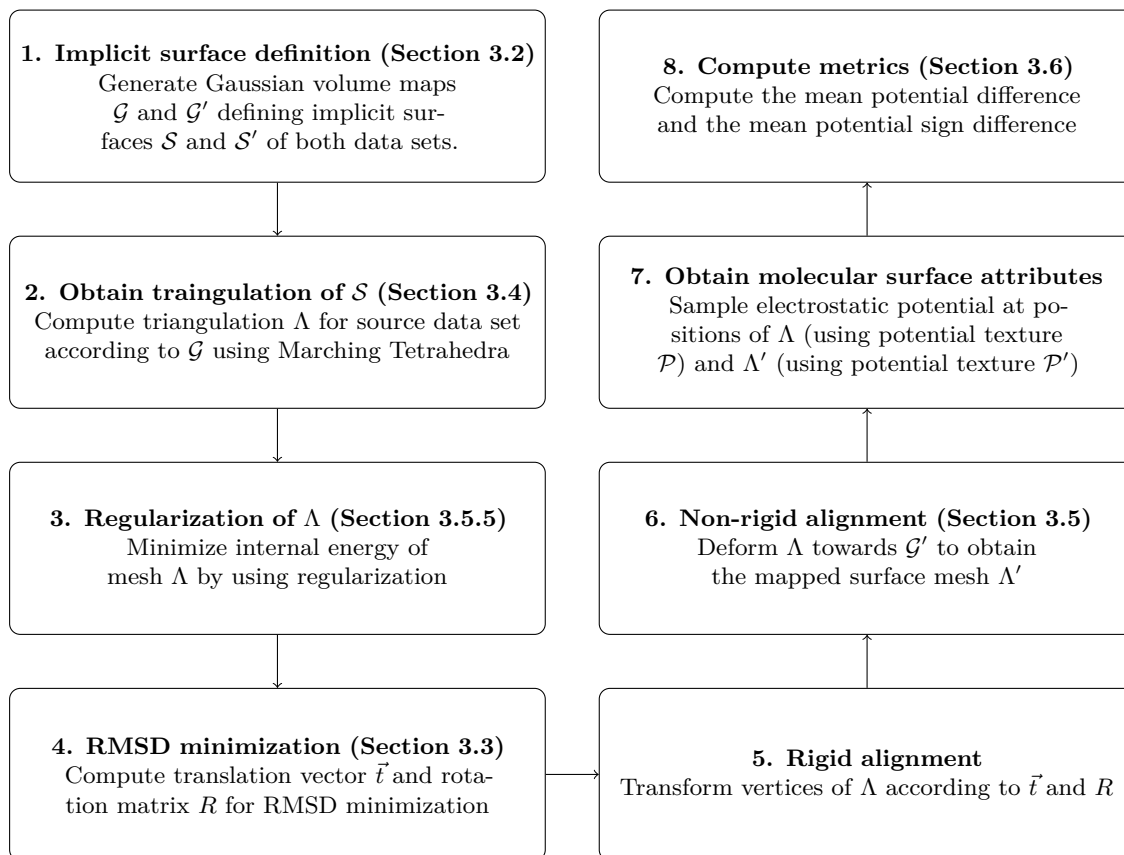 1. Implicit surface definition (Section 3.2)
Generate Gaussian volume maps
𝒢 and 𝒢′ defining implicit sur-
faces 𝒮 and 𝒮′ of both data sets.
2. Obtain traingulation of 𝒮 (Section 3.4)
Compute triangulation Λ for source data set
according to 𝒢 using Marching Tetrahedra
3. Regularization of Λ (Section 3.5.5)
Minimize internal energy of
mesh Λ by using regularization
4. RMSD minimization (Section 3.3)
Compute translation vector t⃗ and rota-
tion matrix R for RMSD minimization
5. Rigid alignment
Transform vertices of Λ according to t⃗ and R
6. Non-rigid alignment (Section 3.5)
Deform Λ towards 𝒢′ to obtain
the mapped surface mesh Λ′
7. Obtain molecular surface attributes
Sample electrostatic potential at po-
sitions of Λ (using potential texture
𝒫) and Λ′ (using potential texture 𝒫′)
8. Compute metrics (Section 3.6)
Compute the mean potential difference
and the mean potential sign difference